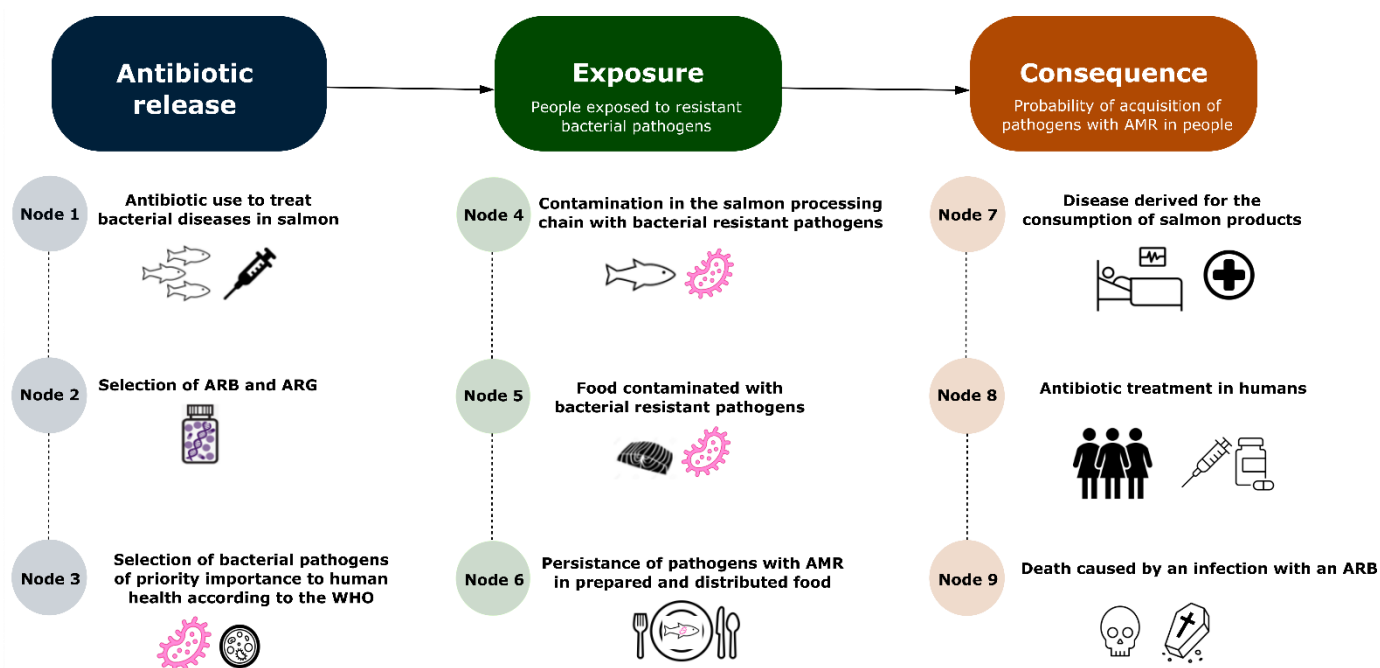 Antibiotic
release
Exposure
People exposed to resistant
bacterial pathogens
Consequence
Probability of acquisition of
pathogens with AMR in people
Node 1
Antibiotic use to treat
bacterial diseases in salmon
Node 2
Selection of ARB and ARG
Node 3
Selection of bacterial pathogens
of priority importance to human
health according to the WHO
Node 4
Contamination in the salmon processing
chain with bacterial resistant pathogens
Node 5
Food contaminated with
bacterial resistant pathogens
Node 6
Persistance of pathogens with AMR
in prepared and distributed food
Node 7
Disease derived for the
consumption of salmon products
Node 8
Antibiotic treatment in humans
Node 9
Death caused by an infection with an ARB